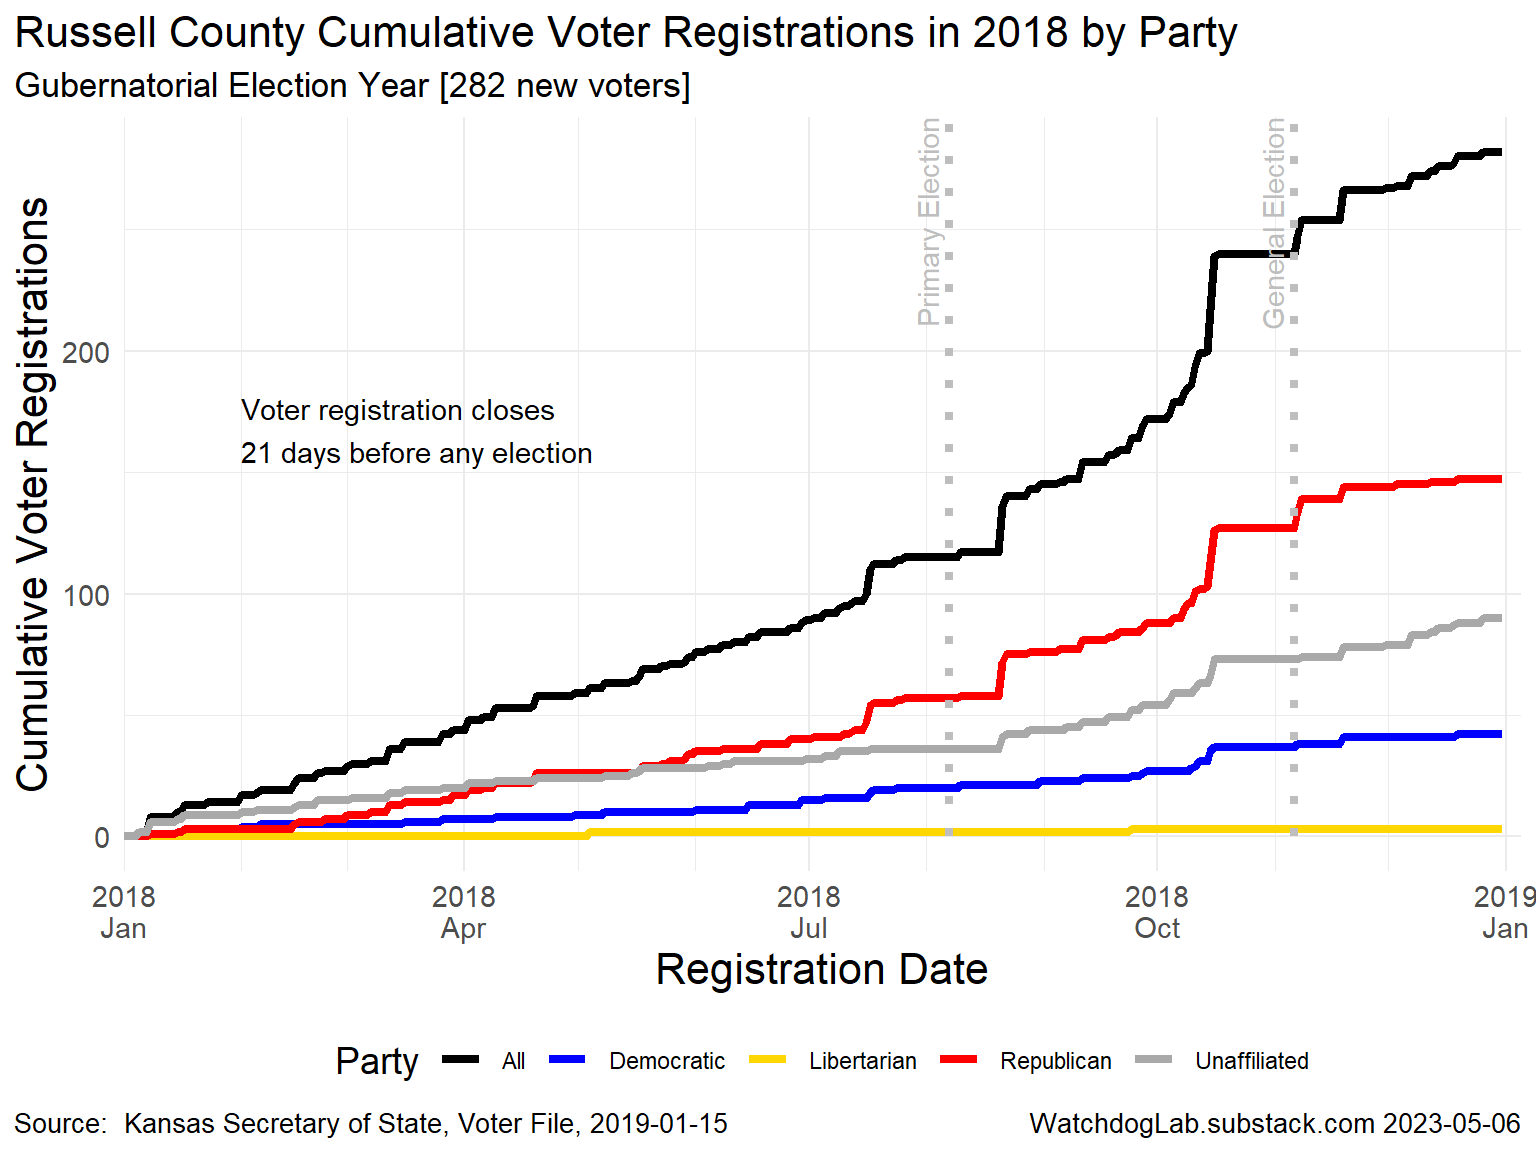 Russell County Cumulative Voter Registrations in 2018 by Party
Gubernatorial Election Year [282 new voters]
Cumulative Voter Registrations
200
100
0
Primary Election
General Election
Voter registration closes
21 days before any election
2018 2018 2018 2018 2019
Jan Apr Jul Oct Jan
Registration Date
Party All Democratic Libertarian Republican Unaffiliated
Source:  Kansas Secretary of State, Voter File, 2019-01-15
WatchdogLab.substack.com 2023-05-06